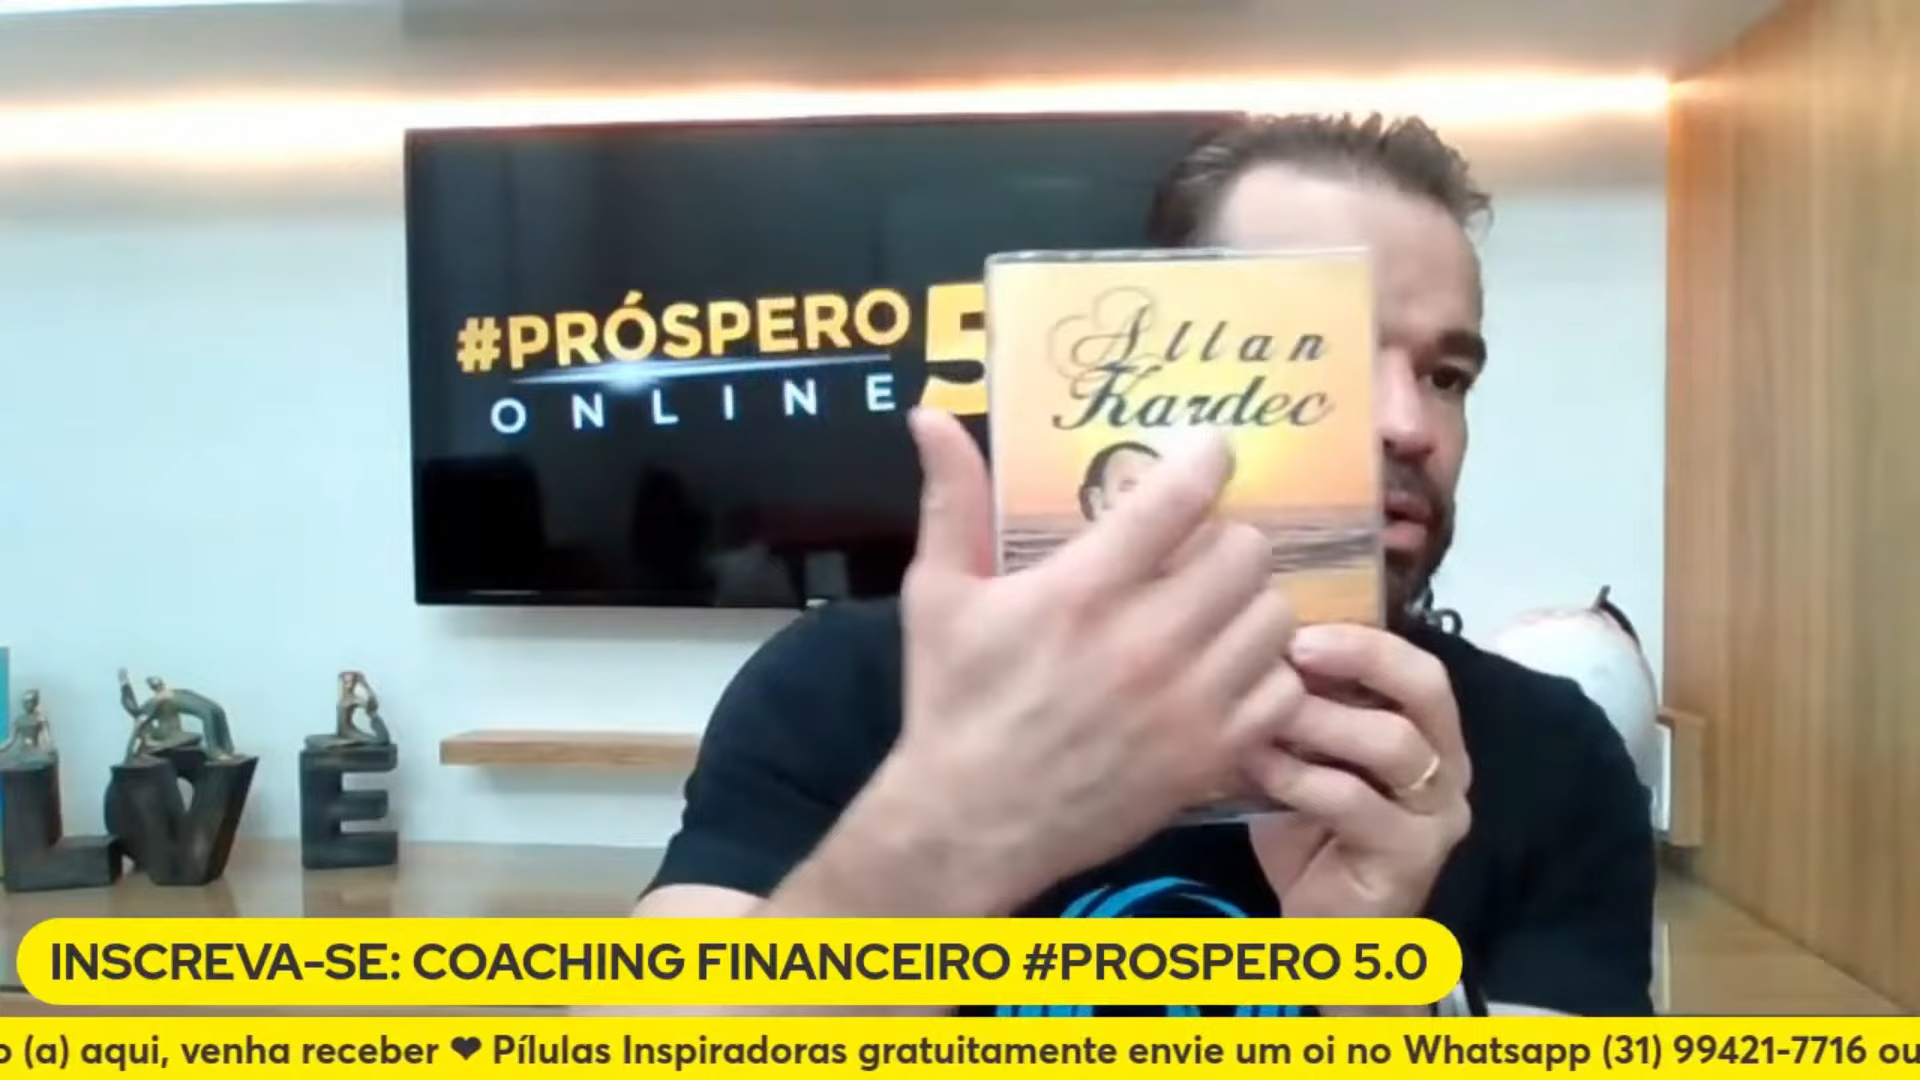 #PRÓSPERO 5
ONLINE
Allan
Kardec
LOVE
INSCREVA-SE: COACHING FINANCEIRO #PROSPERO 5.0
o (a) aqui, venha receber ❤ Pílulas Inspiradoras gratuitamente envie um oi no Whatsapp (31) 99421-7716 ou